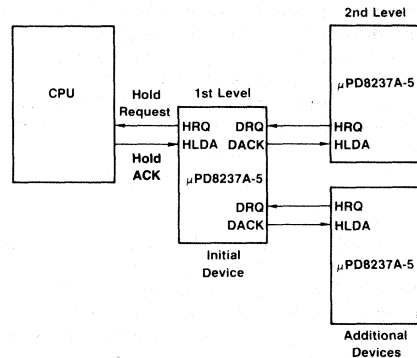 2nd Level
μPD8237A-5
HRQ
HLDA
CPU
Hold
Request
Hold
ACK
1st Level
HRQ
DRQ
HLDA
DACK
μPD8237A-5
DRQ
DACK
Initial
Device
HRQ
HLDA
μPD8237A-5
Additional
Devices